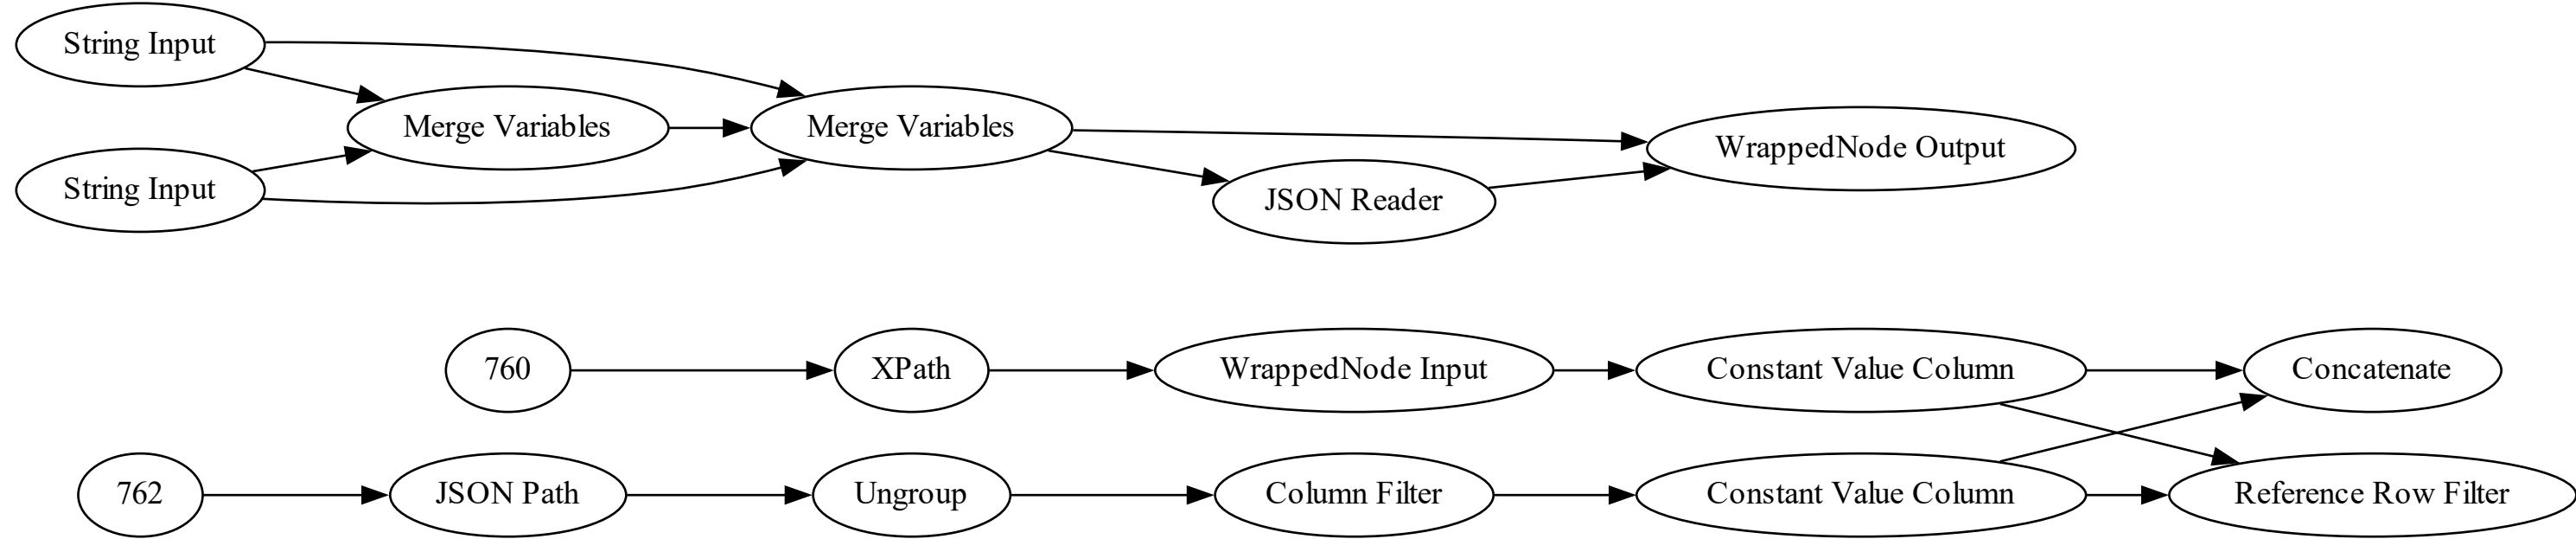 String Input
Merge Variables
Merge Variables
WrappedNode Output
String Input
JSON Reader
760
XPath
WrappedNode Input
Constant Value Column
Concatenate
762
JSON Path
Ungroup
Column Filter
Constant Value Column
Reference Row Filter